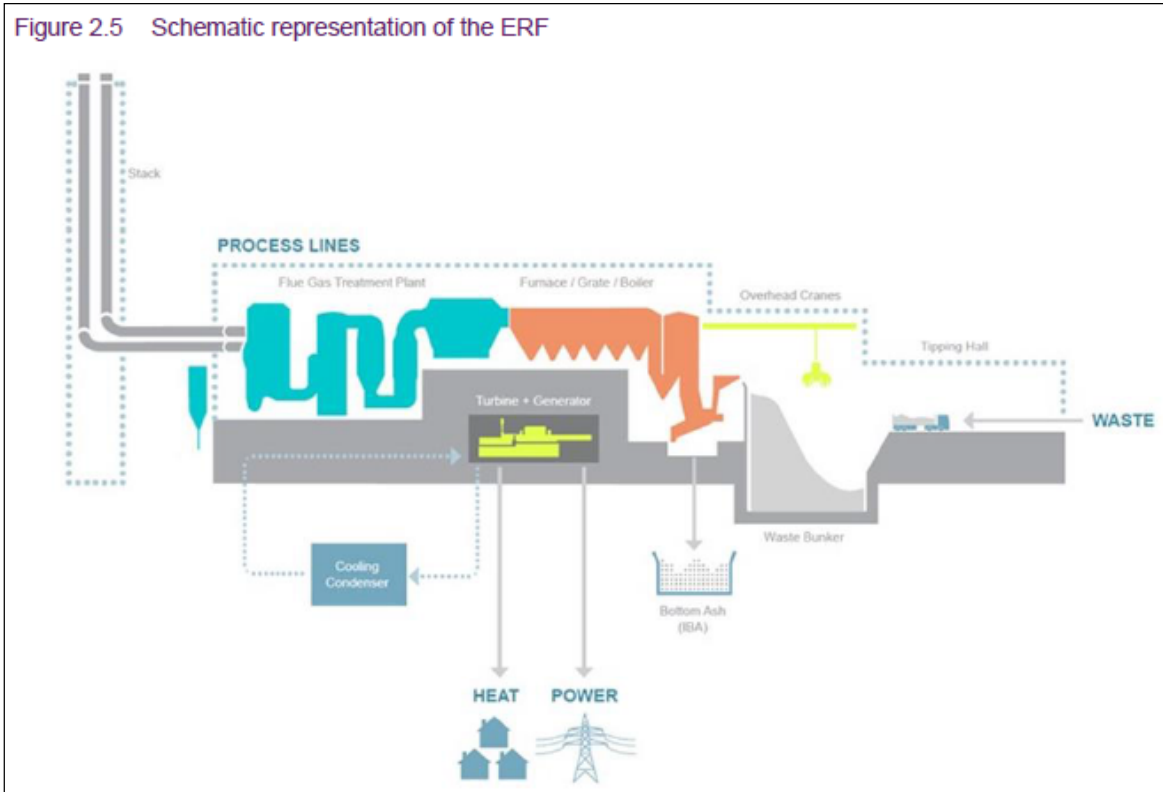 Figure 2.5 Schematic representation of the ERF
Stack
PROCESS LINES
Flue Gas Treatment Plant
Furnace / Grate / Boiler
Overhead Cranes
Tipping Hall
Turbine + Generator
WASTE
Waste Bunker
Cooling
Condenser
Bottom Ash
(IBA)
HEAT
POWER